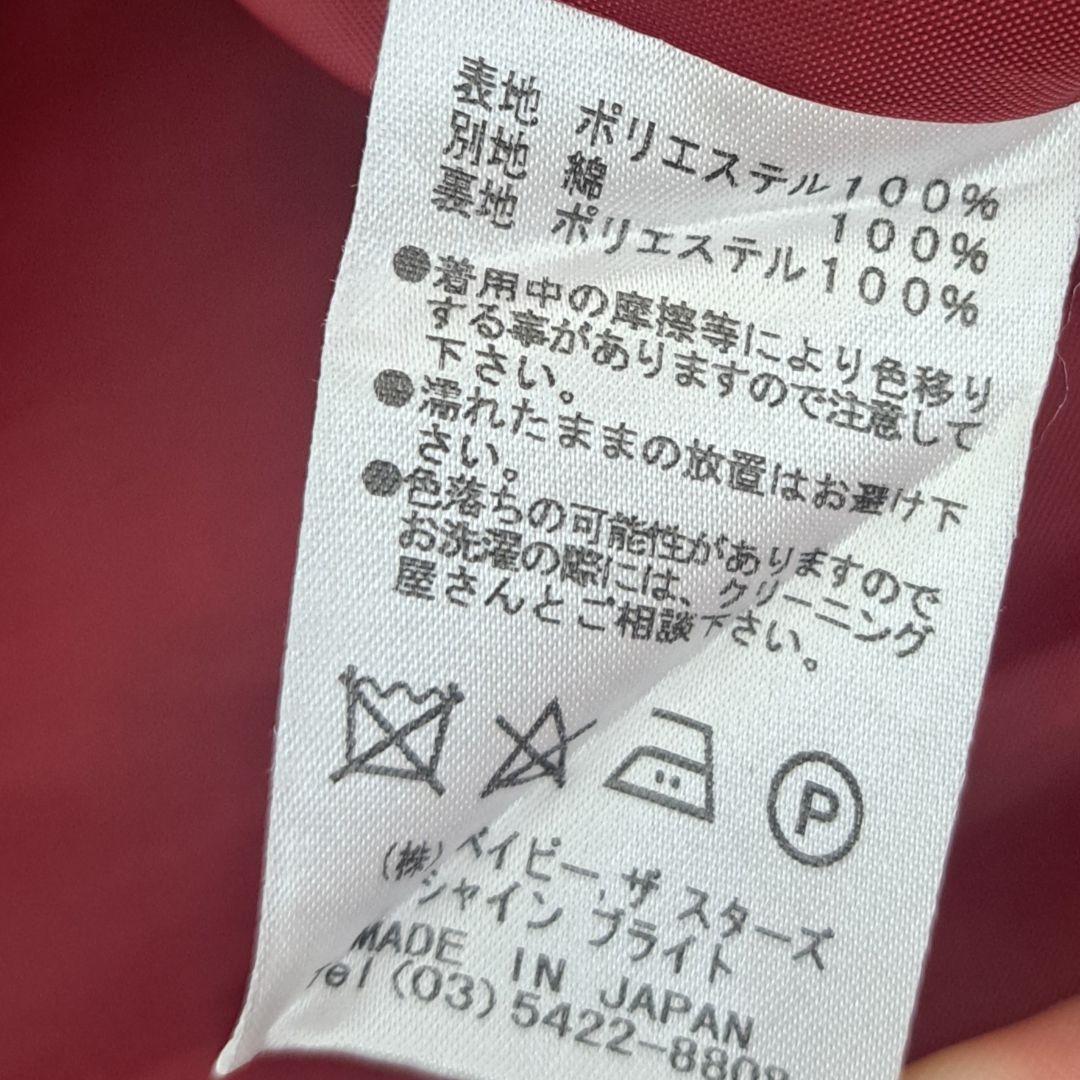 表地 ポリエステル100%
別地 綿 100%
裏地 ポリエステル100%
●着用中の摩擦等により色移り
する事がありますので注意して
下さい。
●濡れたままの放置はお避け下
さい。
●色落ちの可能性がありますので
お洗濯の際には、クリーニング
屋さんとご相談下さい。
P
(株)ベイビー,ザ スターズ
シャイン ブライト
MADE IN JAPAN
Tel (03) 5422-8808